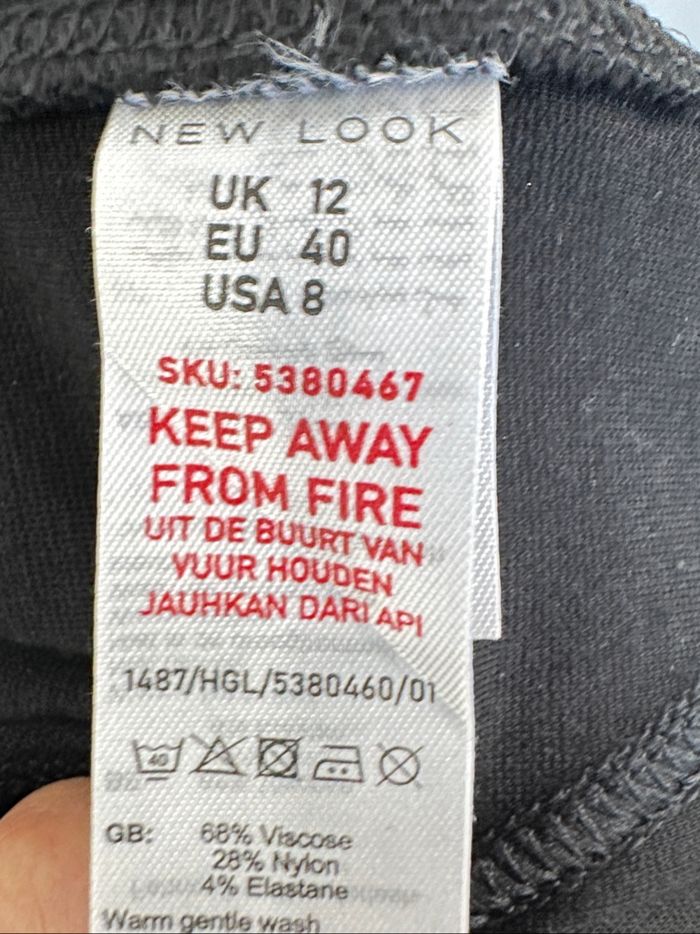 NEW LOOK
UK 12
EU 40
USA 8
SKU: 5380467
KEEP AWAY
FROM FIRE
UIT DE BUURT VAN
VUUR HOUDEN
JAUHKAN DARI API
1487/HGL/5380460/01
40
GB: 68% Viscose
28% Nylon
4% Elastane
Warm gentle wash